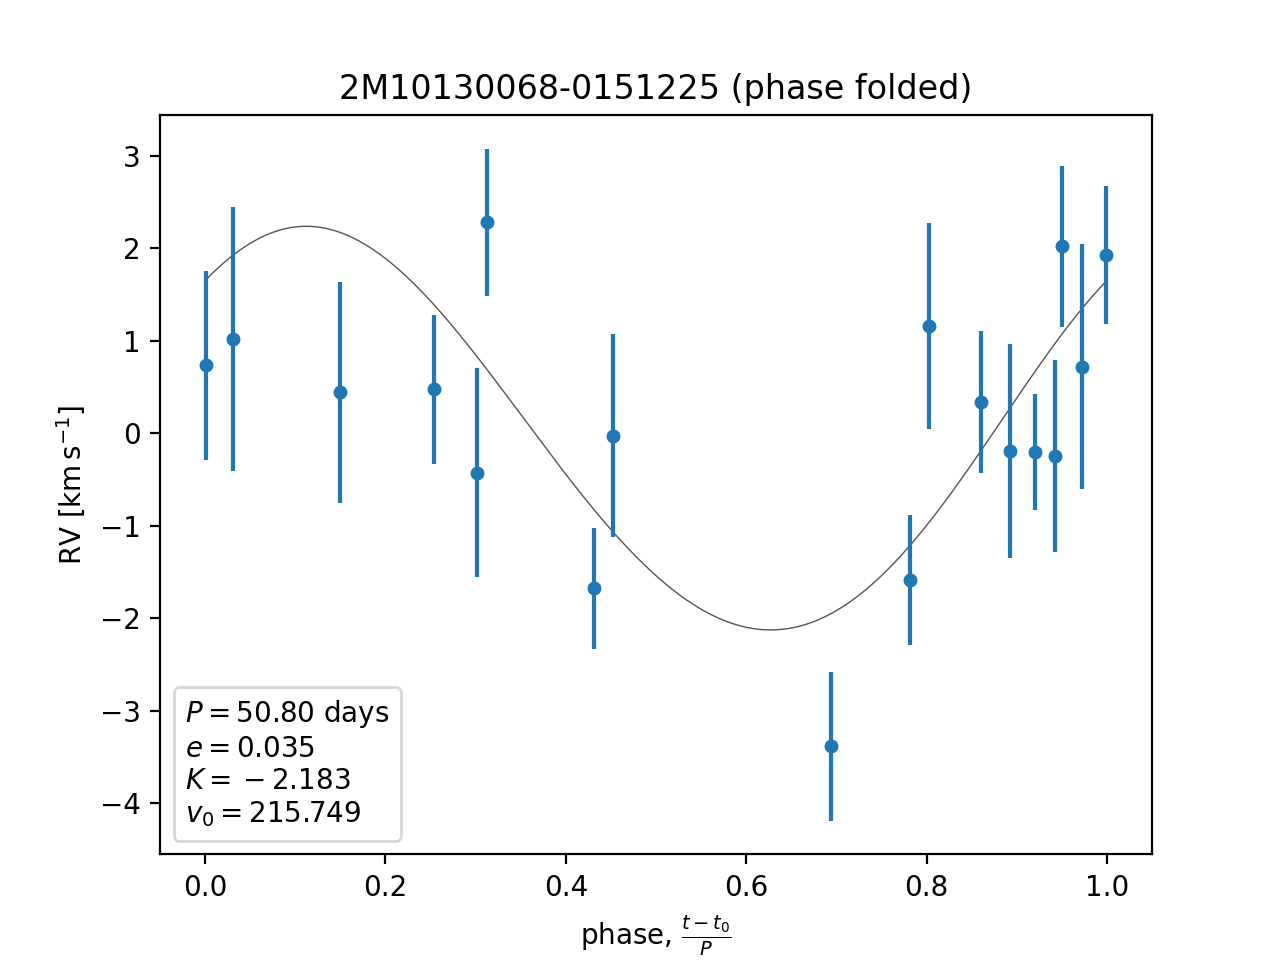 2M10130068-0151225 (phase folded)
3
2
1
0
−1
−2
−3
−4
RV [km s⁻¹]
P = 50.80 days
e = 0.035
K = −2.183
v₀ = 215.749
0.0 0.2 0.4 0.6 0.8 1.0
phase, (t − t₀)/P